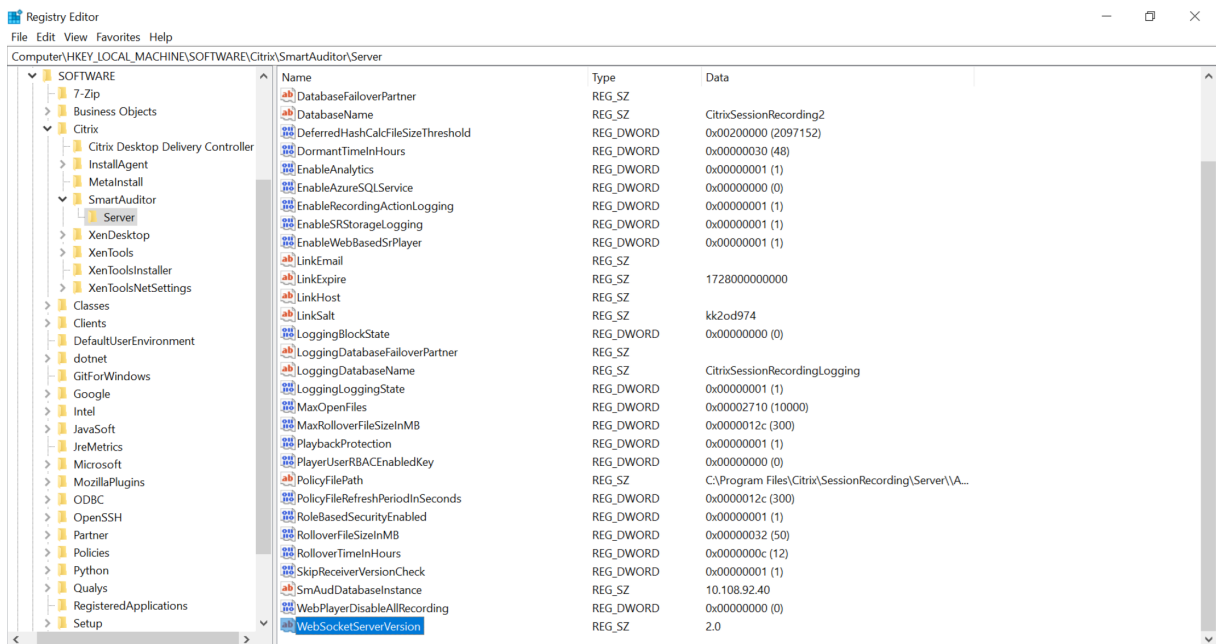 Registry Editor
File Edit View Favorites Help
Computer\HKEY_LOCAL_MACHINE\SOFTWARE\Citrix\SmartAuditor\Server
SOFTWARE
7-Zip
Business Objects
Citrix
Citrix Desktop Delivery Controller
InstallAgent
MetaInstall
SmartAuditor
Server
XenDesktop
XenTools
XenToolsInstaller
XenToolsNetSettings
Classes
Clients
DefaultUserEnvironment
dotnet
GitForWindows
Google
Intel
JavaSoft
JreMetrics
Microsoft
MozillaPlugins
ODBC
OpenSSH
Partner
Policies
Python
Qualys
RegisteredApplications
Setup
Name Type Data
DatabaseFailoverPartner REG_SZ
DatabaseName REG_SZ CitrixSessionRecording2
DeferredHashCalcFileSizeThreshold REG_DWORD 0x00200000 (2097152)
DormantTimeInHours REG_DWORD 0x00000030 (48)
EnableAnalytics REG_DWORD 0x00000001 (1)
EnableAzureSQLService REG_DWORD 0x00000000 (0)
EnableRecordingActionLogging REG_DWORD 0x00000001 (1)
EnableSRStorageLogging REG_DWORD 0x00000001 (1)
EnableWebBasedSrPlayer REG_DWORD 0x00000001 (1)
LinkEmail REG_SZ
LinkExpire REG_SZ 1728000000000
LinkHost REG_SZ
LinkSalt REG_SZ kk2od974
LoggingBlockState REG_DWORD 0x00000000 (0)
LoggingDatabaseFailoverPartner REG_SZ
LoggingDatabaseName REG_SZ CitrixSessionRecordingLogging
LoggingLoggingState REG_DWORD 0x00000001 (1)
MaxOpenFiles REG_DWORD 0x00002710 (10000)
MaxRolloverFileSizeInMB REG_DWORD 0x0000012c (300)
PlaybackProtection REG_DWORD 0x00000001 (1)
PlayerUserRBACEnabledKey REG_DWORD 0x00000000 (0)
PolicyFilePath REG_SZ C:\Program Files\Citrix\SessionRecording\Server\\A...
PolicyFileRefreshPeriodInSeconds REG_DWORD 0x0000012c (300)
RoleBasedSecurityEnabled REG_DWORD 0x00000001 (1)
RolloverFileSizeInMB REG_DWORD 0x00000032 (50)
RolloverTimeInHours REG_DWORD 0x0000000c (12)
SkipReceiverVersionCheck REG_DWORD 0x00000001 (1)
SmAudDatabaseInstance REG_SZ 10.108.92.40
WebPlayerDisableAllRecording REG_DWORD 0x00000000 (0)
WebSocketServerVersion REG_SZ 2.0